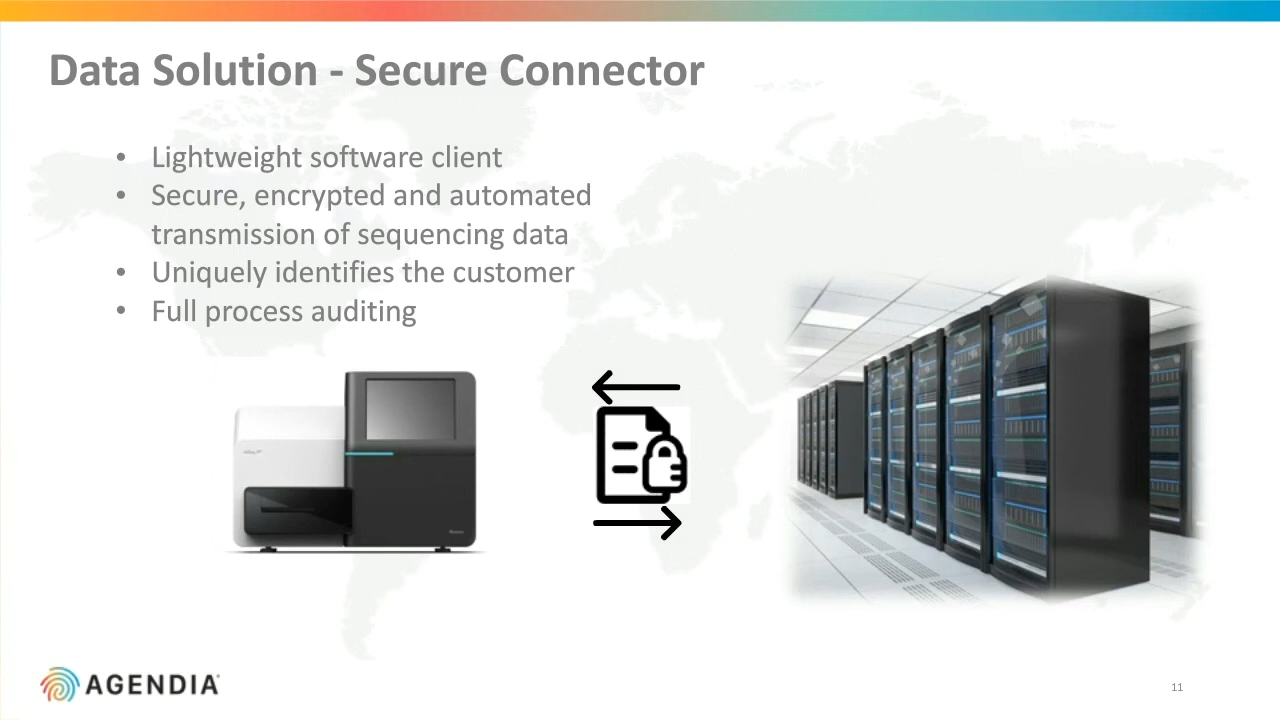 Data Solution - Secure Connector
• Lightweight software client
• Secure, encrypted and automated
transmission of sequencing data
• Uniquely identifies the customer
• Full process auditing
AGENDIA
11